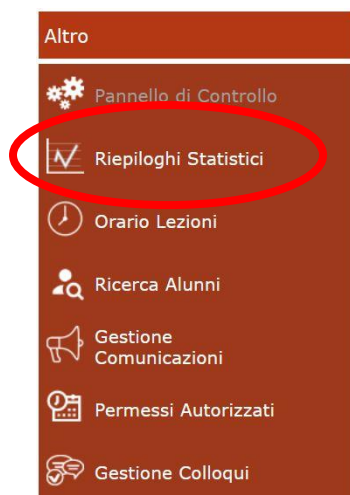 Altro
Pannello di Controllo
Riepiloghi Statistici
Orario Lezioni
Ricerca Alunni
Gestione
Comunicazioni
Permessi Autorizzati
Gestione Colloqui